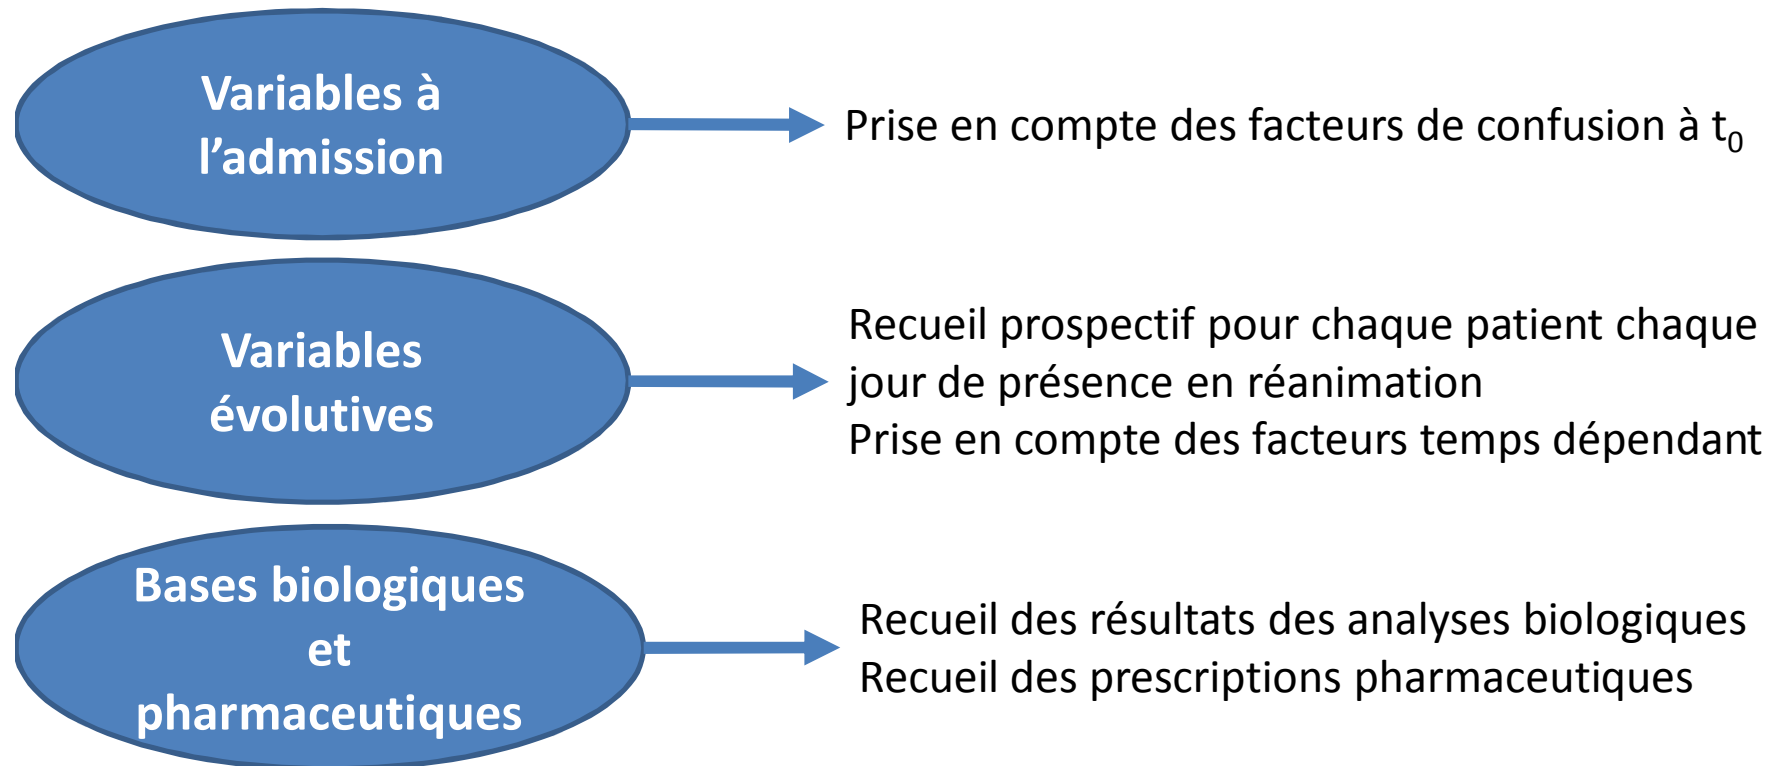 Variables à
l’admission
Prise en compte des facteurs de confusion à t₀
Variables
évolutives
Recueil prospectif pour chaque patient chaque
jour de présence en réanimation
Prise en compte des facteurs temps dépendant
Bases biologiques
et
pharmaceutiques
Recueil des résultats des analyses biologiques
Recueil des prescriptions pharmaceutiques